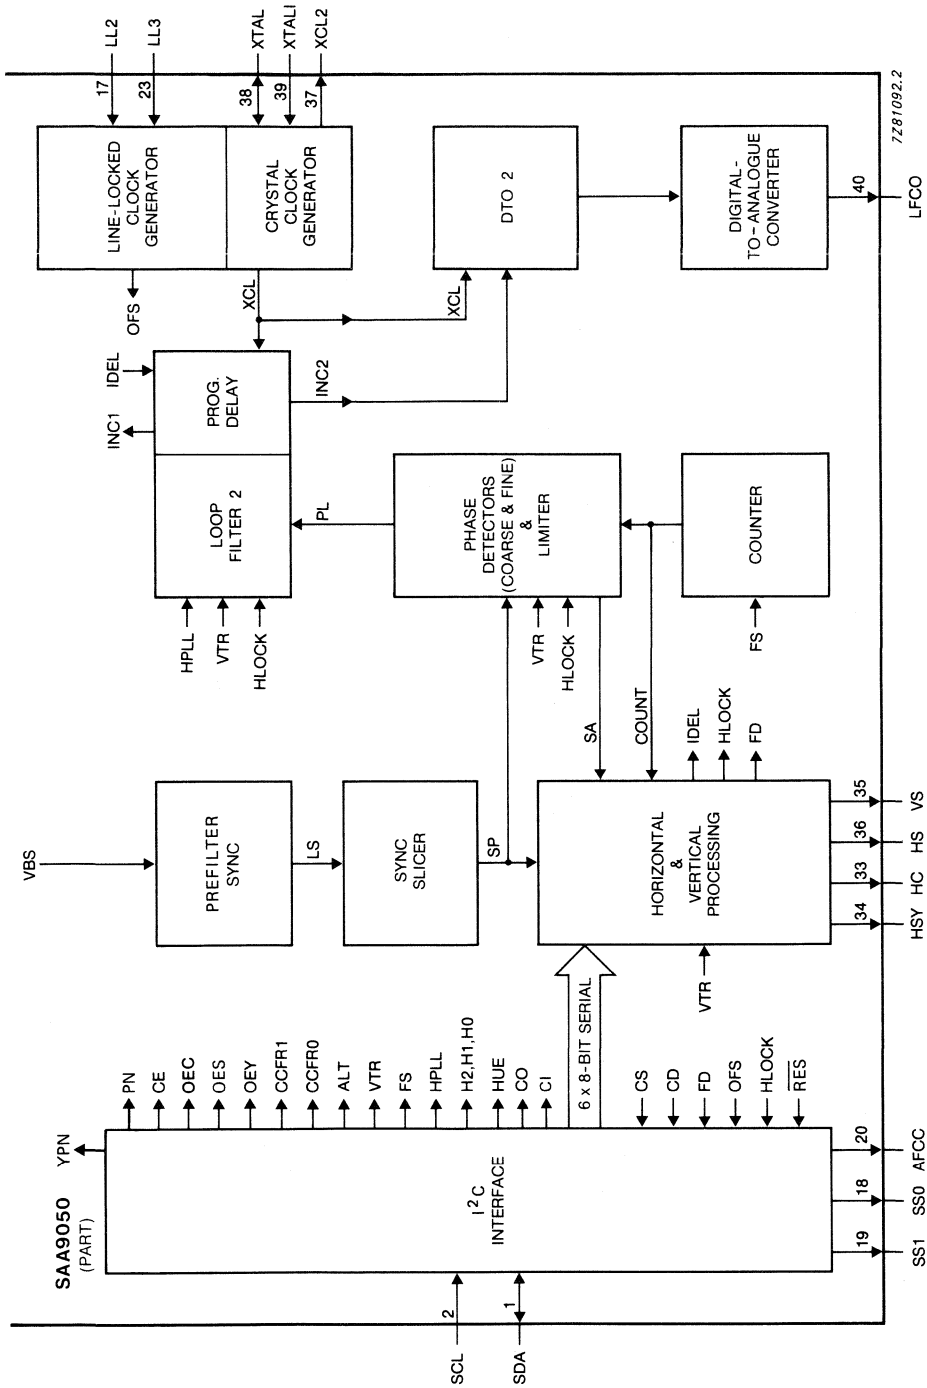 SAA9050
(PART)
YPN
I²C
INTERFACE
SCL
2
SDA
1
19
SS1
18
SS0
20
AFCC
PN
CE
OEC
OES
OEY
CCFR1
CCFR0
ALT
VTR
FS
HPLL
H2,H1,H0
HUE
CO
CI
6 x 8-BIT SERIAL
CS
CD
FD
OFS
HLOCK
RES
VBS
PREFILTER
SYNC
LS
SYNC
SLICER
SP
HORIZONTAL
&
VERTICAL
PROCESSING
VTR
34
HSY
33
HC
36
HS
35
VS
IDEL
HLOCK
FD
SA
COUNT
HPLL
VTR
HLOCK
LOOP
FILTER 2
PROG.
DELAY
INC1
IDEL
INC2
PL
VTR
HLOCK
PHASE
DETECTORS
(COARSE & FINE)
&
LIMITER
FS
COUNTER
OFS
XCL
XCL
LINE-LOCKED
CLOCK
GENERATOR
CRYSTAL
CLOCK
GENERATOR
17
LL2
23
LL3
38
XTAL
39
XTALI
37
XCL2
DTO 2
DIGITAL-
TO-ANALOGUE
CONVERTER
40
LFCO
7Z81092.2